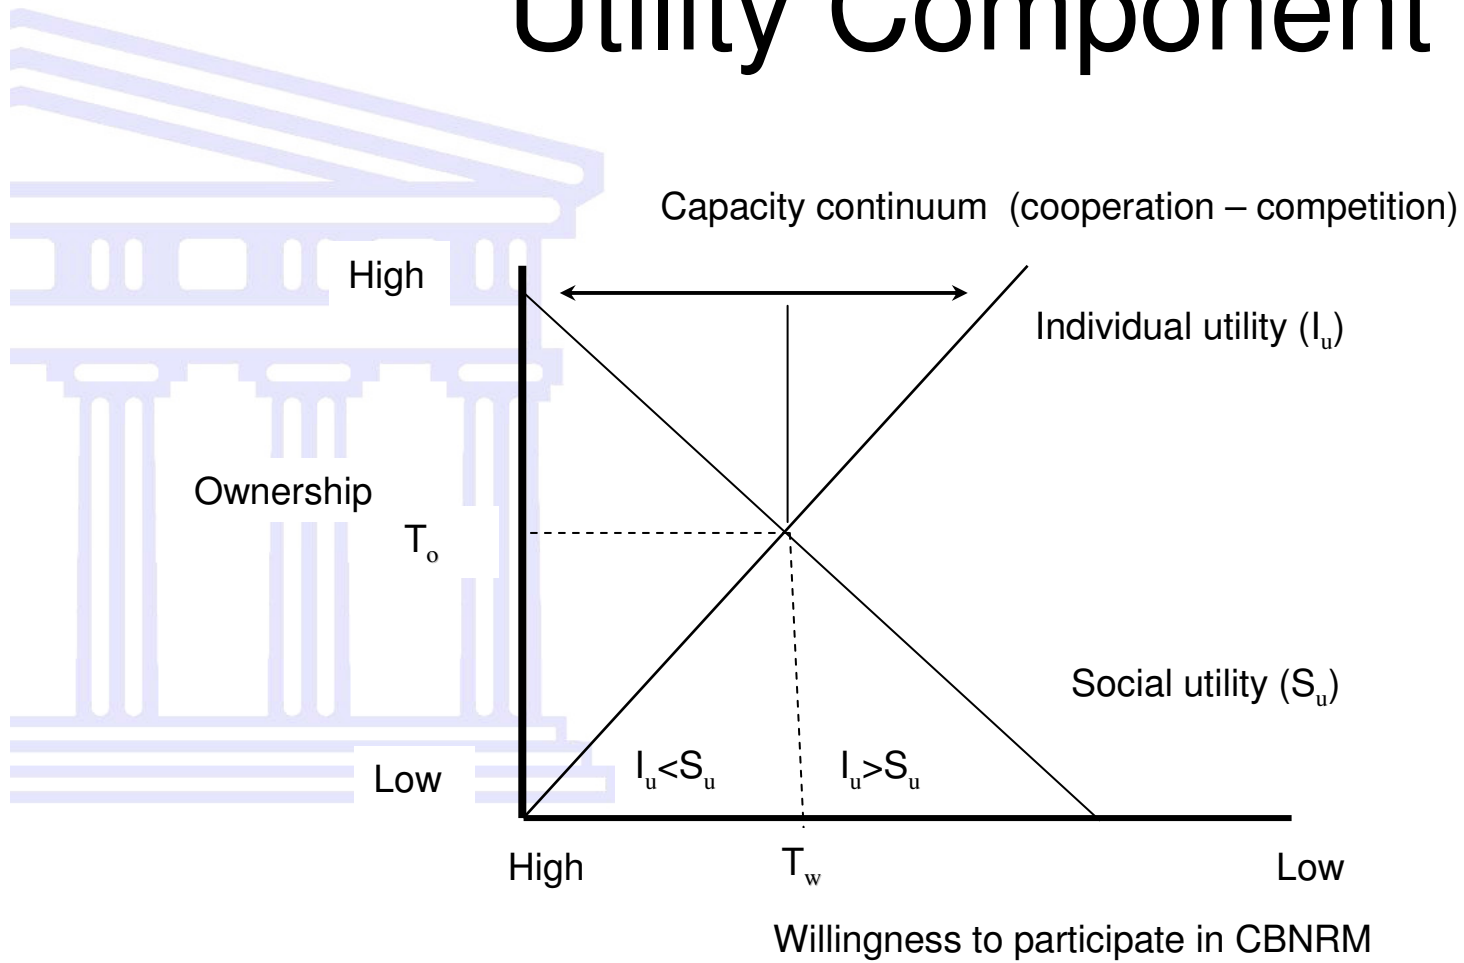 Utility Component
Capacity continuum (cooperation – competition)
High
Individual utility (Iu)
Ownership
To
Social utility (Su)
Iu<Su
Iu>Su
Low
High
Tw
Low
Willingness to participate in CBNRM